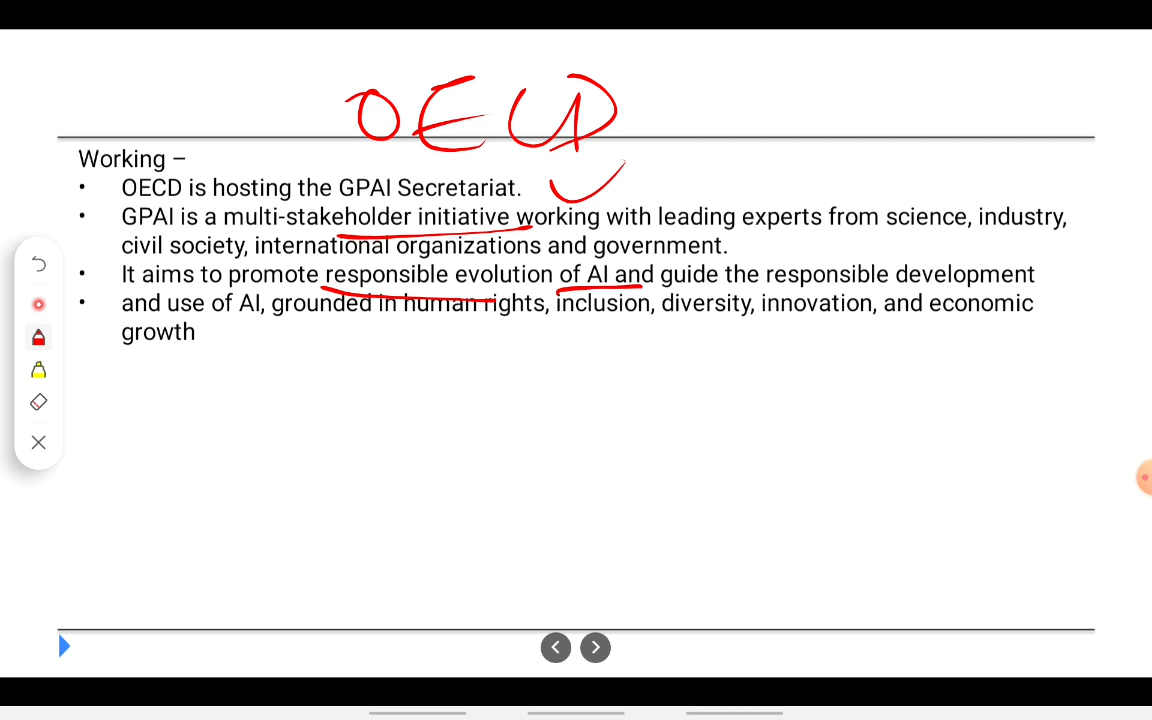 OECD
Working –
• OECD is hosting the GPAI Secretariat.
• GPAI is a multi-stakeholder initiative working with leading experts from science, industry,
civil society, international organizations and government.
• It aims to promote responsible evolution of AI and guide the responsible development
• and use of AI, grounded in human rights, inclusion, diversity, innovation, and economic
growth